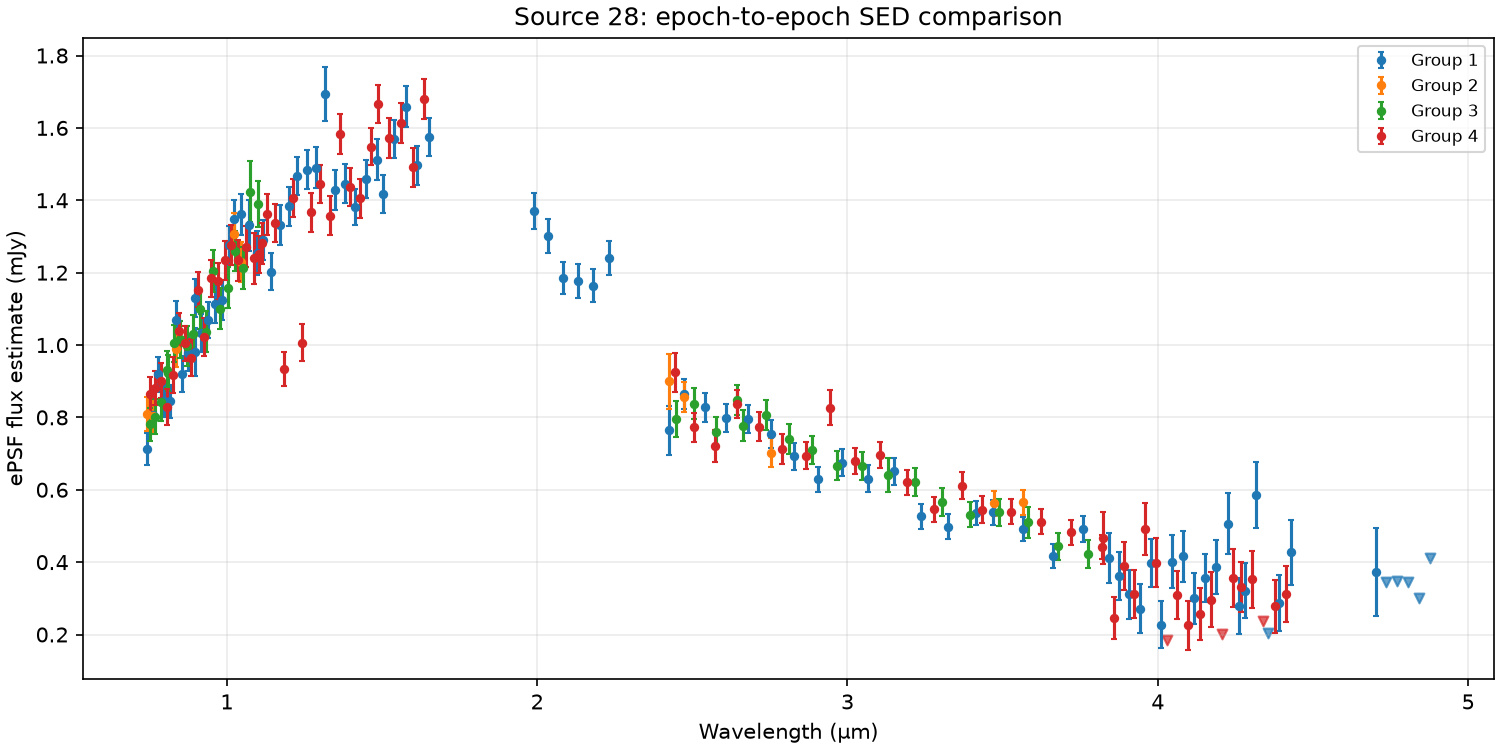 Source 28: epoch-to-epoch SED comparison
ePSF flux estimate (mJy)
1.8
1.6
1.4
1.2
1.0
0.8
0.6
0.4
0.2
Group 1
Group 2
Group 3
Group 4
1 2 3 4 5
Wavelength (µm)